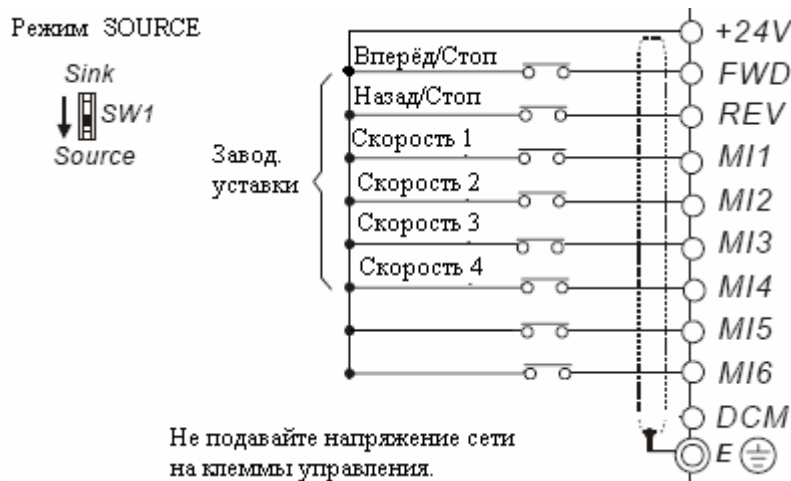 Режим SOURCE
Sink
SW1
Source
Завод.
уставки
Вперёд/Стоп
Назад/Стоп
Скорость 1
Скорость 2
Скорость 3
Скорость 4
+24V
FWD
REV
MI1
MI2
MI3
MI4
MI5
MI6
DCM
E
Не подавайте напряжение сети
на клеммы управления.